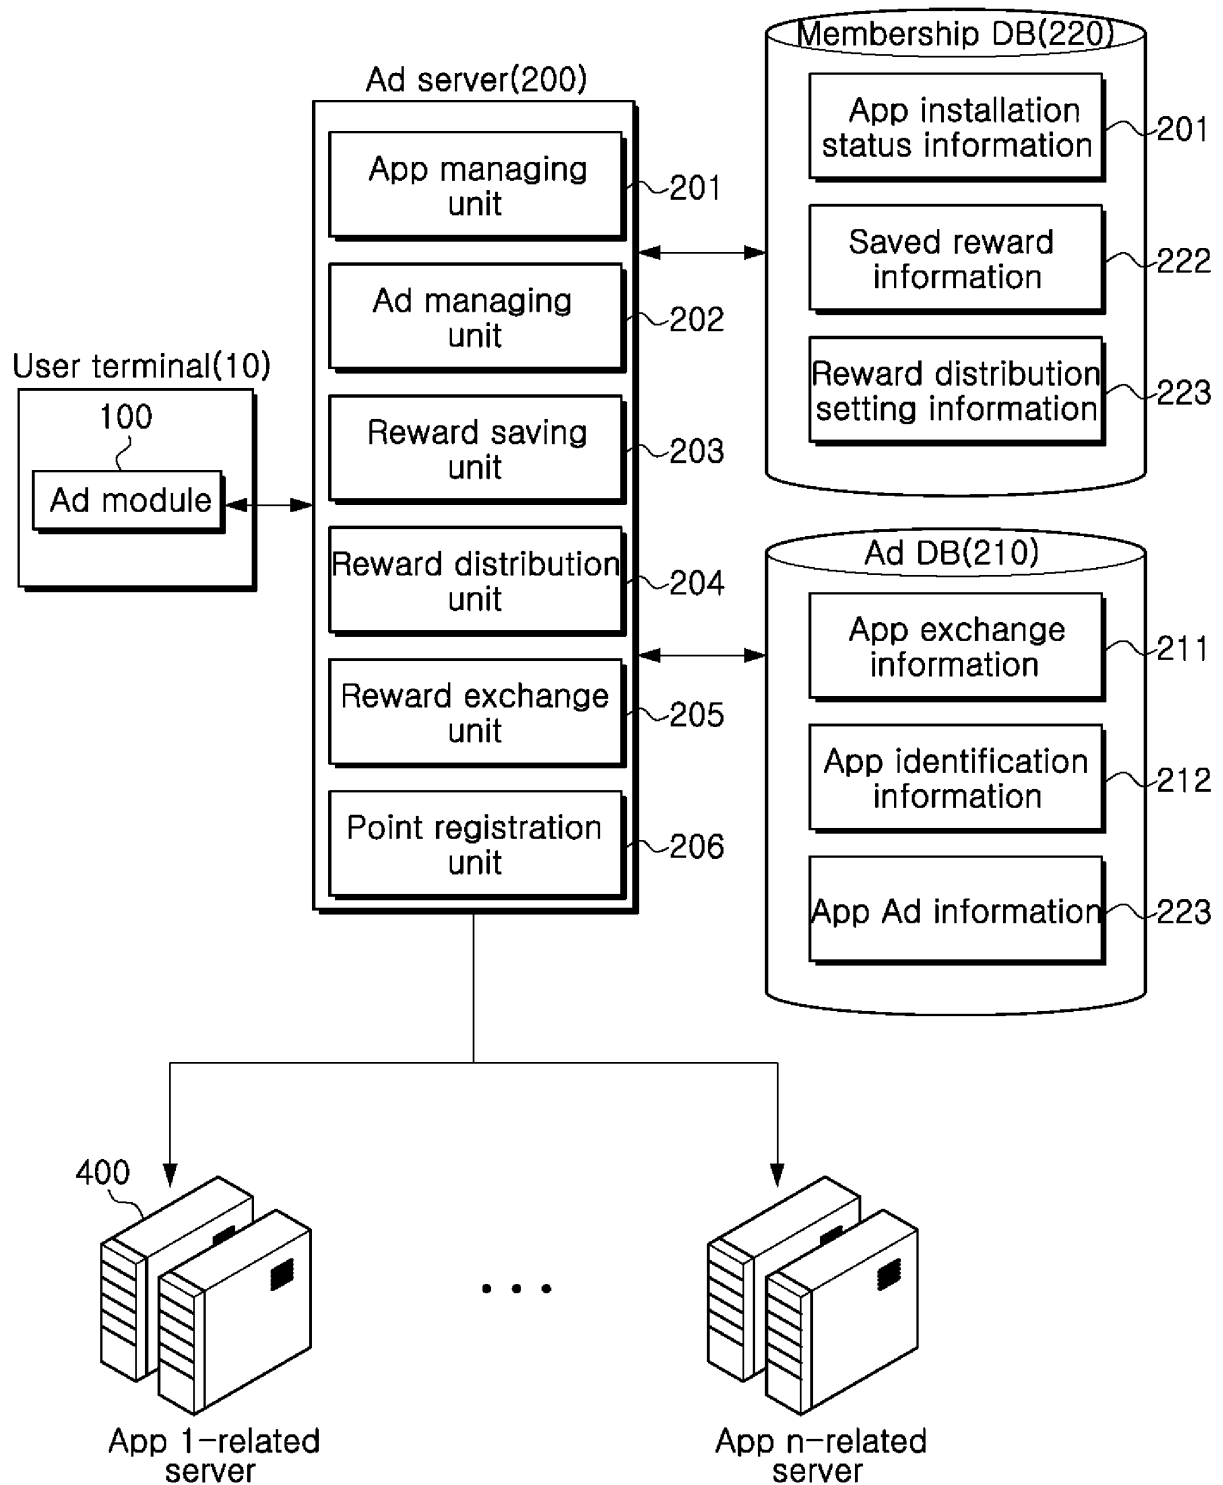 Membership DB(220)
App installation
status information
201
Saved reward
information
222
Reward distribution
setting information
223
Ad server(200)
App managing
unit
201
Ad managing
unit
202
Reward saving
unit
203
Reward distribution
unit
204
Reward exchange
unit
205
Point registration
unit
206
User terminal(10)
100
Ad module
Ad DB(210)
App exchange
information
211
App identification
information
212
App Ad information
223
400
App 1-related
server
• • •
App n-related
server